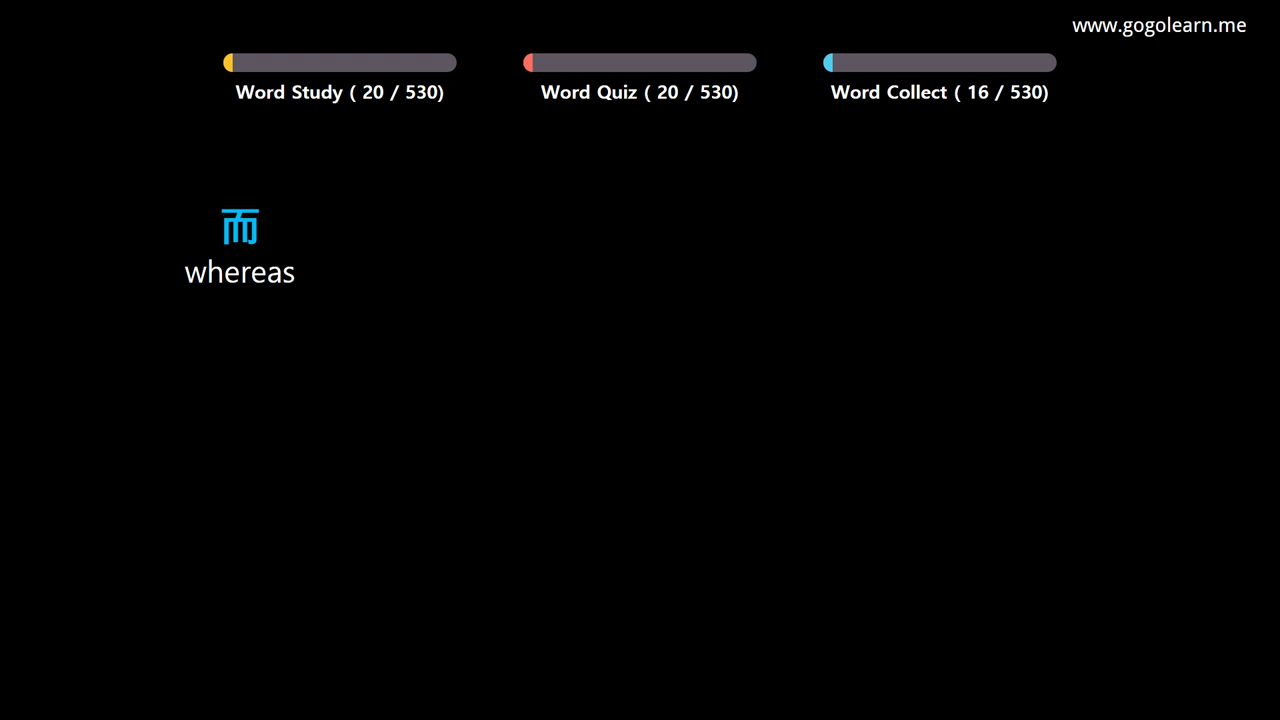 www.gogolearn.me
Word Study ( 20 / 530)
Word Quiz ( 20 / 530)
Word Collect ( 16 / 530)
而
whereas